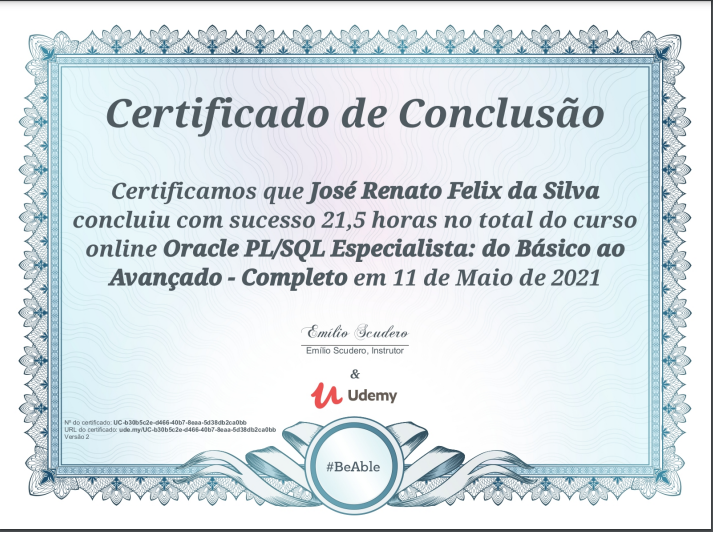 Certificado de Conclusão
Certificamos que José Renato Felix da Silva
concluiu com sucesso 21,5 horas no total do curso
online Oracle PL/SQL Especialista: do Básico ao
Avançado - Completo em 11 de Maio de 2021
Emílio Scudero
Emílio Scudero, Instrutor
&
Udemy
Nº do certificado: UC-b30b5c2e-d466-40b7-8eaa-5d38db2ca0bb
URL do certificado: ude.my/UC-b30b5c2e-d466-40b7-8eaa-5d38db2ca0bb
Versão 2
#BeAble